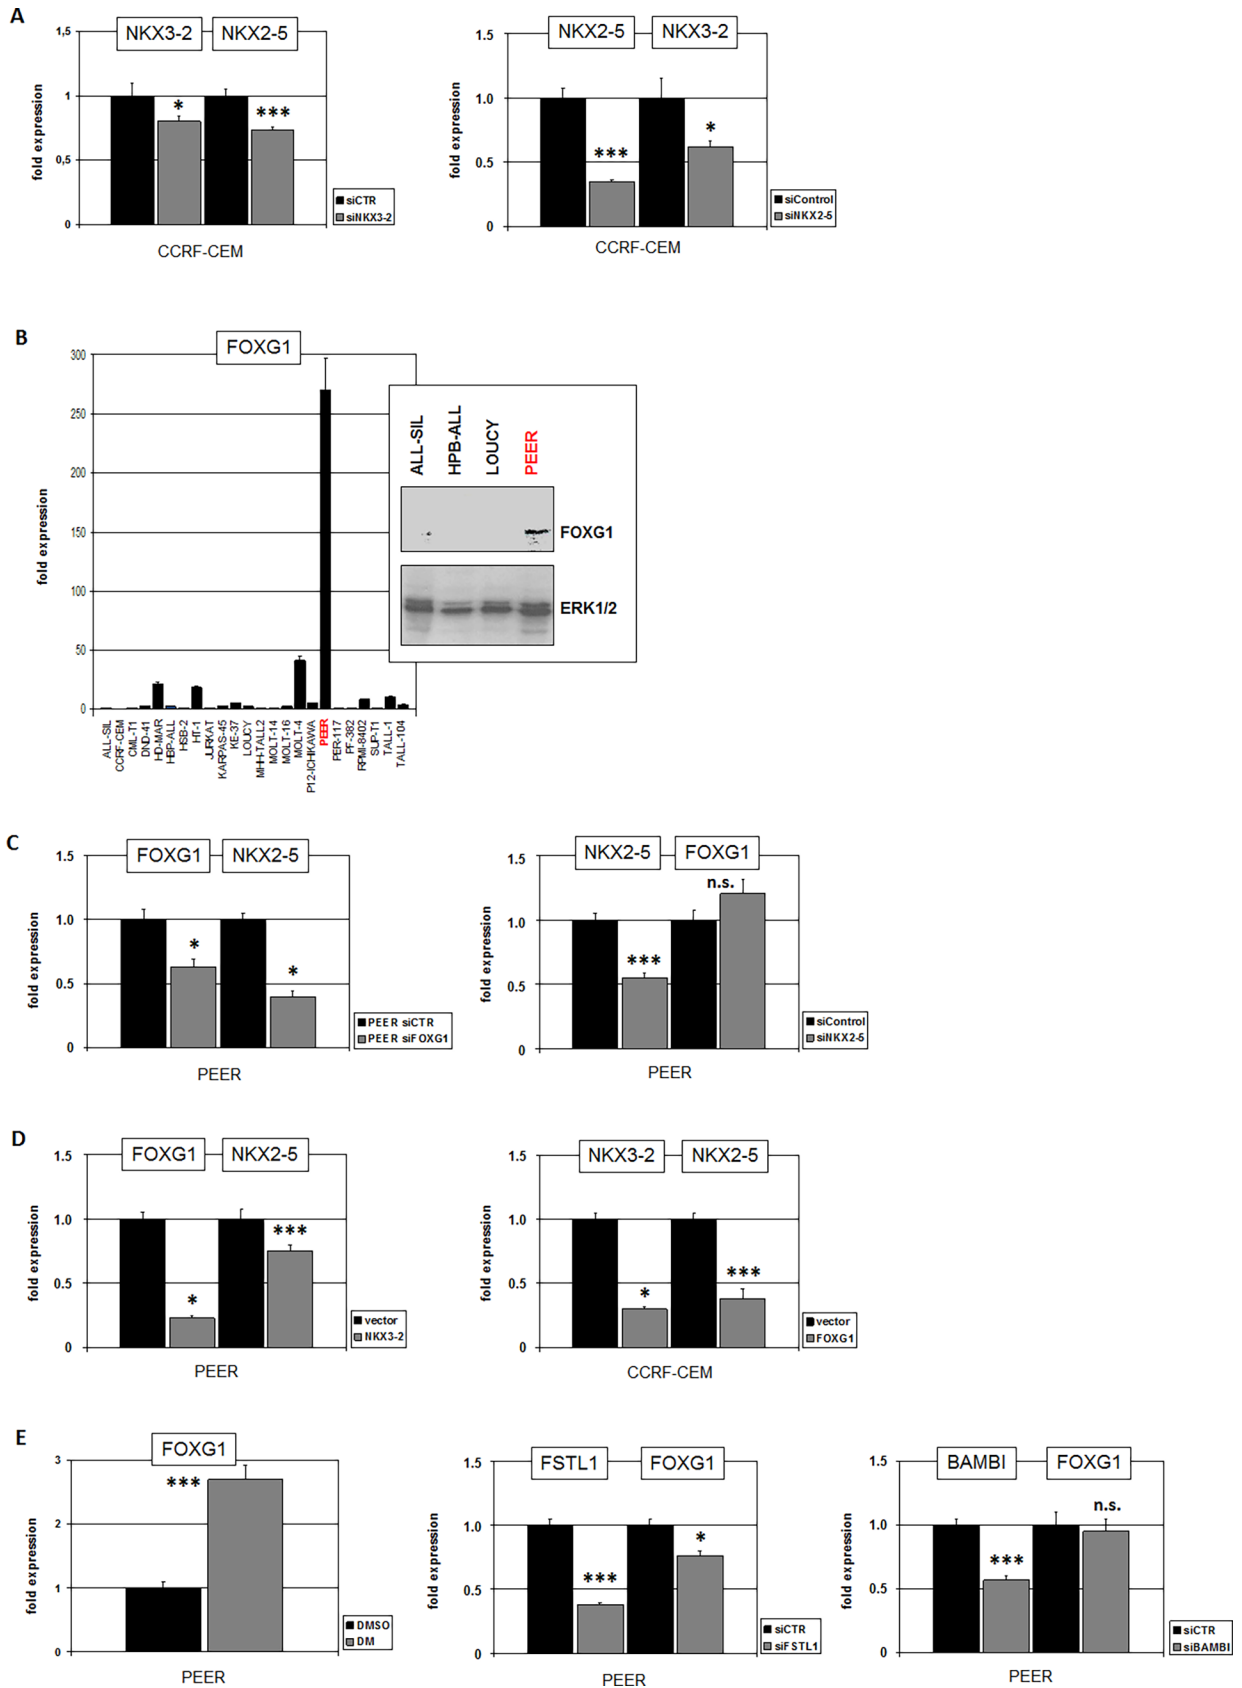 A
NKX3-2 NKX2-5
fold expression
1,5
1
0,5
0
*
***
siCTR
siNKX3-2
CCRF-CEM
NKX2-5 NKX3-2
fold expression
1.5
1.0
0.5
0
***
*
siControl
siNKX2-5
CCRF-CEM
B
FOXG1
fold expression
300
250
200
150
100
50
0
ALL-SIL
CCRF-CEM
CML-T1
DND-41
HD-MAR
HBP-ALL
HSB-2
HT-1
JURKAT
KARPAS-45
KE-37
LOUCY
MHH-TALL2
MOLT-14
MOLT-16
MOLT-4
P12-ICHIKAWA
PEER
PER-117
PF-382
RPMI-8402
SUP-T1
TALL-1
TALL-104
ALL-SIL
HPB-ALL
LOUCY
PEER
FOXG1
ERK1/2
C
FOXG1 NKX2-5
fold expression
1.5
1.0
0.5
0
*
*
PEER siCTR
PEER siFOXG1
PEER
NKX2-5 FOXG1
fold expression
1.5
1.0
0.5
0
***
n.s.
siControl
siNKX2-5
PEER
D
FOXG1 NKX2-5
fold expression
1.5
1.0
0.5
0
*
***
vector
NKX3-2
PEER
NKX3-2 NKX2-5
fold expression
1.5
1.0
0.5
0
*
***
vector
FOXG1
CCRF-CEM
E
FOXG1
fold expression
3
2
1
0
***
DMSO
DM
PEER
FSTL1 FOXG1
fold expression
1.5
1.0
0.5
0
***
*
siCTR
siFSTL1
PEER
BAMBI FOXG1
fold expression
1.5
1.0
0.5
0
***
n.s.
siCTR
siBAMBI
PEER